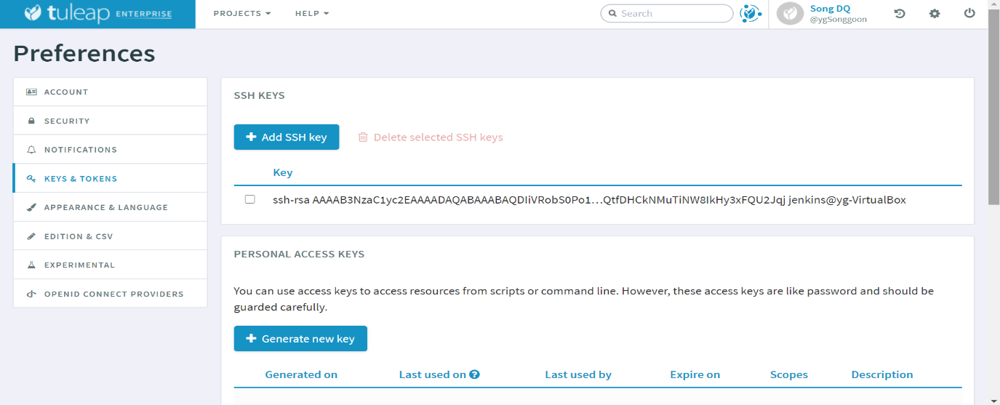 tuleap ENTERPRISE PROJECTS HELP Search Song DQ
@ygSonggoon
Preferences
ACCOUNT
SECURITY
NOTIFICATIONS
KEYS & TOKENS
APPEARANCE & LANGUAGE
EDITION & CSV
EXPERIMENTAL
OPENID CONNECT PROVIDERS
SSH KEYS
Add SSH key Delete selected SSH keys
Key
ssh-rsa AAAAB3NzaC1yc2EAAAADAQABAAABAQDIiVRobS0Po1...QtfDHCkNMuTiNW8IkHy3xFQU2Jqj jenkins@yg-VirtualBox
PERSONAL ACCESS KEYS
You can use access keys to access resources from scripts or command line. However, these access keys are like password and should be
guarded carefully.
Generate new key
Generated on Last used on Last used by Expire on Scopes Description